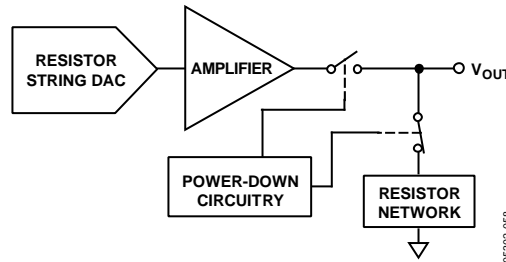 RESISTOR
STRING DAC
AMPLIFIER
VOUT
POWER-DOWN
CIRCUITRY
RESISTOR
NETWORK